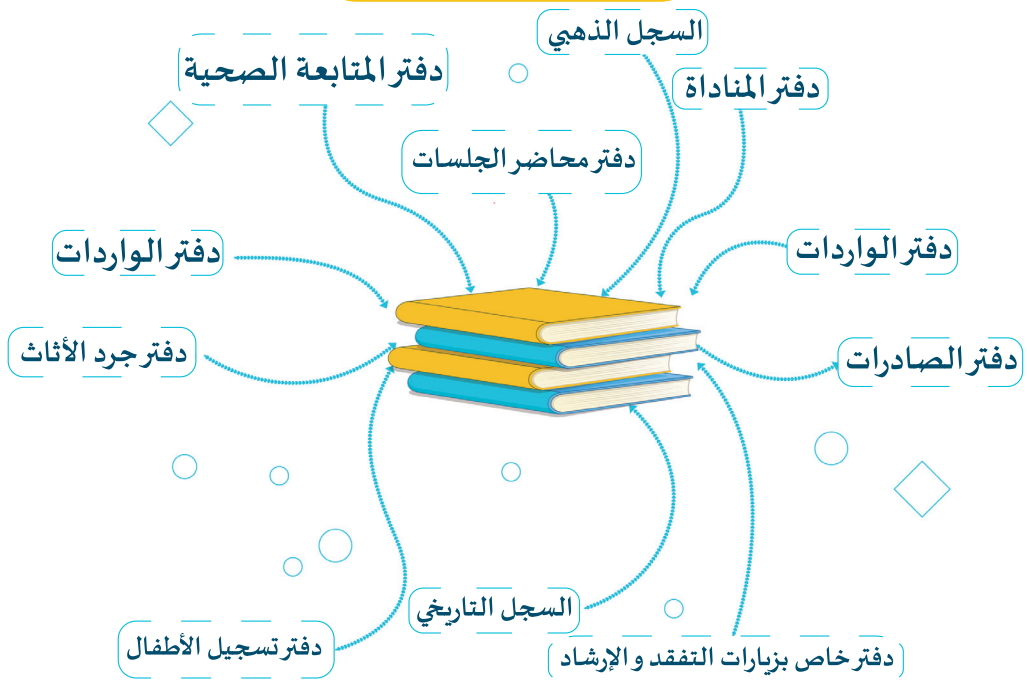 السجل الذهبي
دفتر المتابعة الصحية
دفتر المناداة
دفتر محاضر الجلسات
دفتر الواردات
دفتر الواردات
دفتر الصادرات
دفتر جرد الأثاث
السجل التاريخي
دفتر تسجيل الأطفال
دفتر خاص بزيارات التفقد و الإرشاد